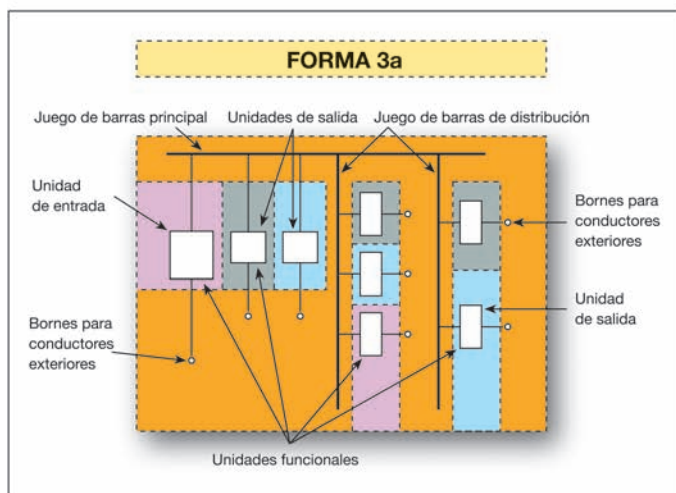 FORMA 3a
Juego de barras principal
Unidades de salida
Juego de barras de distribución
Unidad
de entrada
Bornes para
conductores
exteriores
Bornes para
conductores
exteriores
Unidad
de salida
Unidades funcionales